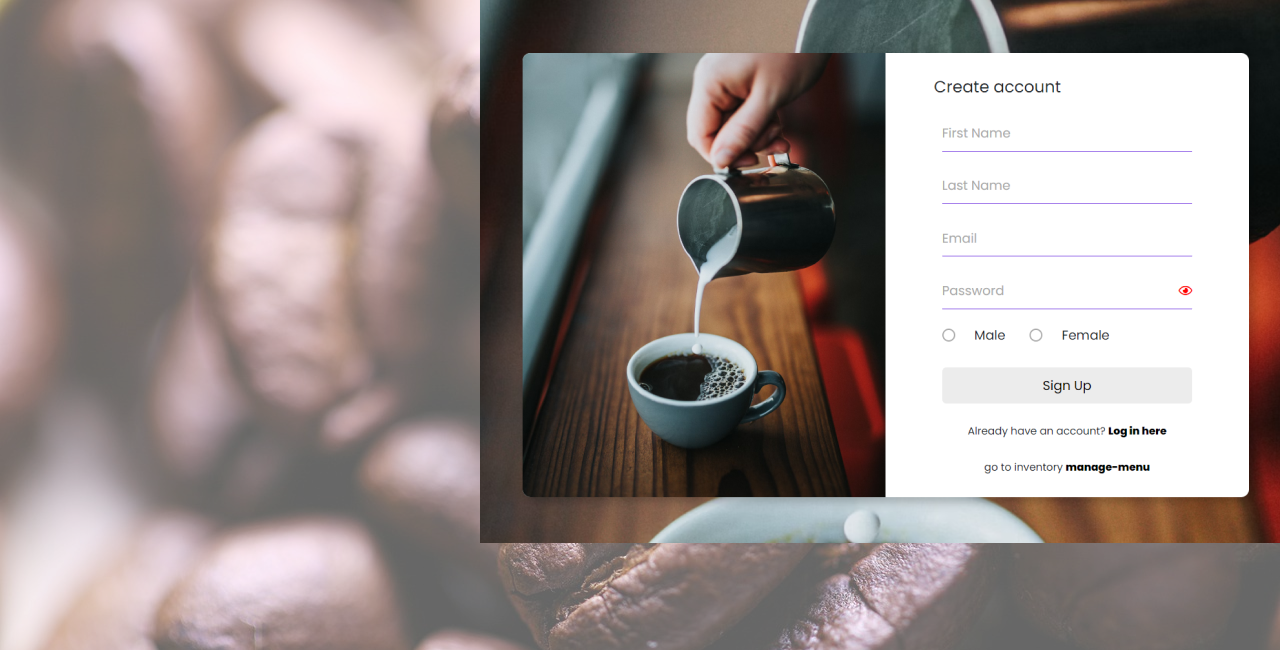 Create account
First Name
Last Name
Email
Password
Male Female
Sign Up
Already have an account? Log in here
go to inventory manage-menu